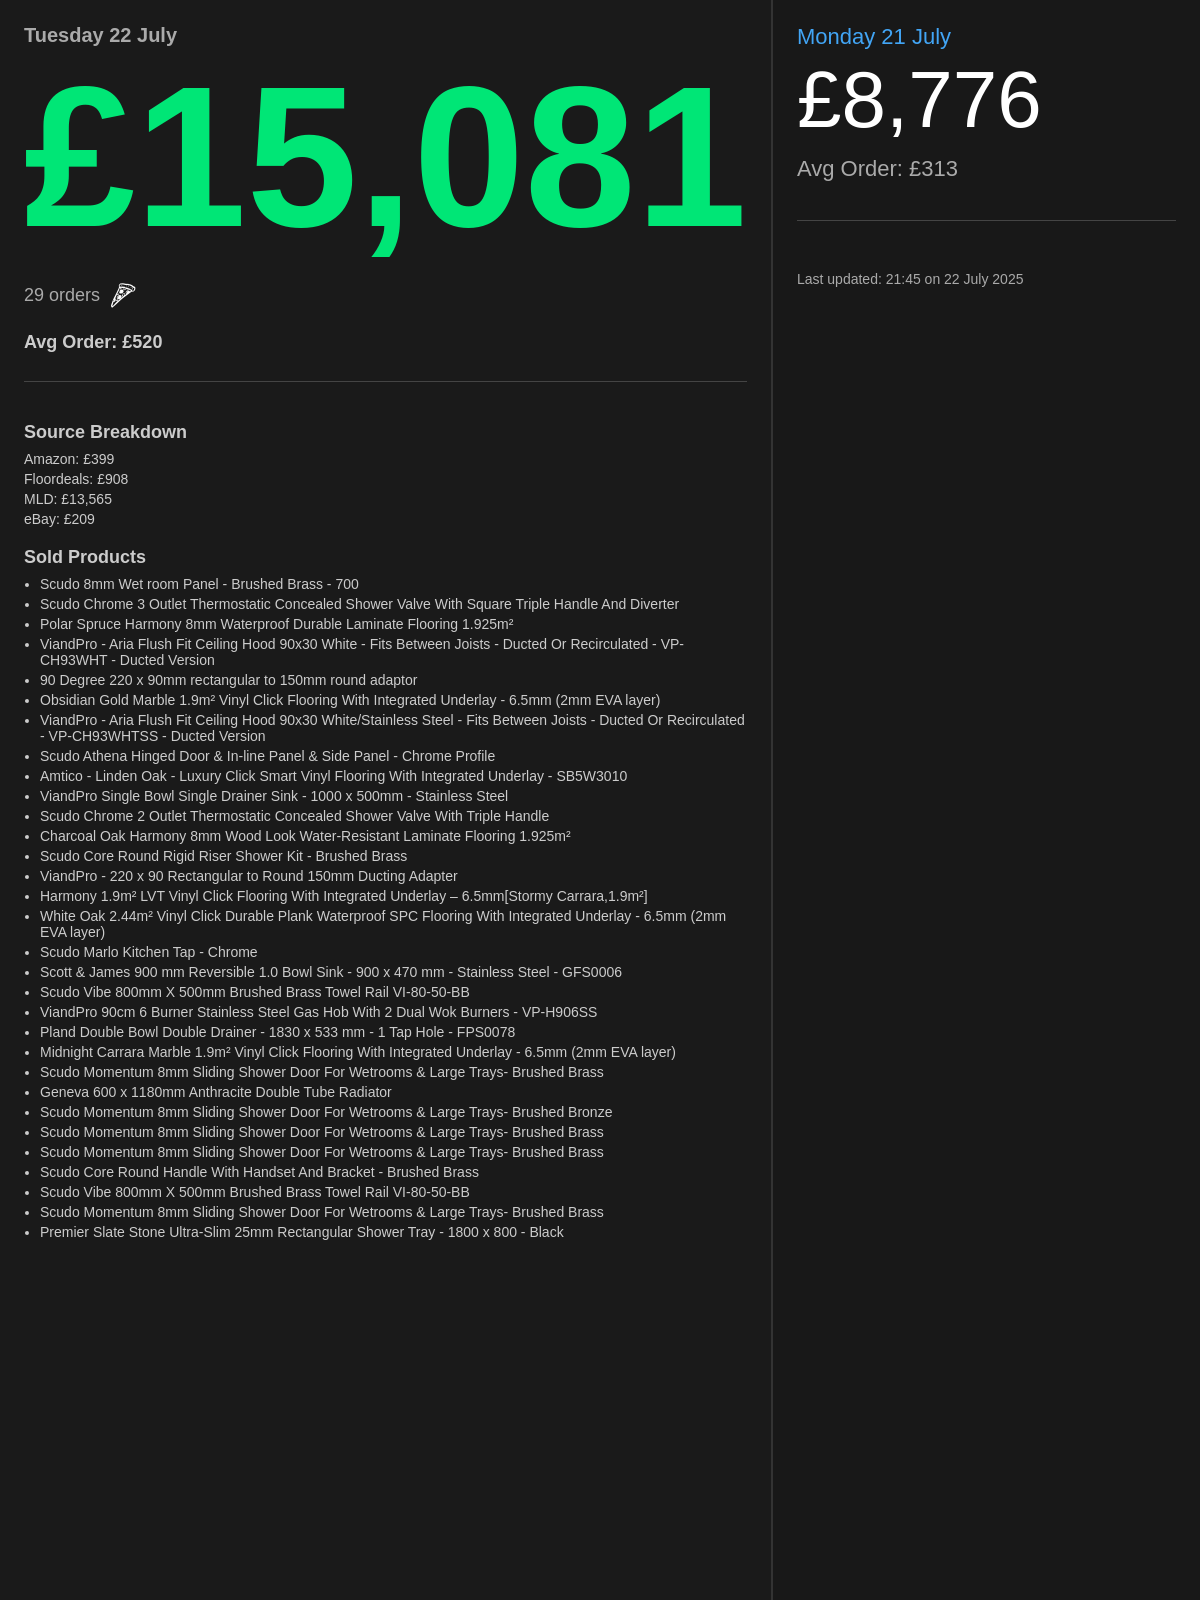 Tuesday 22 July
£15,081
29 orders
Avg Order: £520
Source Breakdown
Amazon: £399
Floordeals: £908
MLD: £13,565
eBay: £209
Sold Products
• Scudo 8mm Wet room Panel - Brushed Brass - 700
• Scudo Chrome 3 Outlet Thermostatic Concealed Shower Valve With Square Triple Handle And Diverter
• Polar Spruce Harmony 8mm Waterproof Durable Laminate Flooring 1.925m²
• ViandPro - Aria Flush Fit Ceiling Hood 90x30 White - Fits Between Joists - Ducted Or Recirculated - VP-
CH93WHT - Ducted Version
• 90 Degree 220 x 90mm rectangular to 150mm round adaptor
• Obsidian Gold Marble 1.9m² Vinyl Click Flooring With Integrated Underlay - 6.5mm (2mm EVA layer)
• ViandPro - Aria Flush Fit Ceiling Hood 90x30 White/Stainless Steel - Fits Between Joists - Ducted Or Recirculated
- VP-CH93WHTSS - Ducted Version
• Scudo Athena Hinged Door & In-line Panel & Side Panel - Chrome Profile
• Amtico - Linden Oak - Luxury Click Smart Vinyl Flooring With Integrated Underlay - SB5W3010
• ViandPro Single Bowl Single Drainer Sink - 1000 x 500mm - Stainless Steel
• Scudo Chrome 2 Outlet Thermostatic Concealed Shower Valve With Triple Handle
• Charcoal Oak Harmony 8mm Wood Look Water-Resistant Laminate Flooring 1.925m²
• Scudo Core Round Rigid Riser Shower Kit - Brushed Brass
• ViandPro - 220 x 90 Rectangular to Round 150mm Ducting Adapter
• Harmony 1.9m² LVT Vinyl Click Flooring With Integrated Underlay – 6.5mm[Stormy Carrara,1.9m²]
• White Oak 2.44m² Vinyl Click Durable Plank Waterproof SPC Flooring With Integrated Underlay - 6.5mm (2mm
EVA layer)
• Scudo Marlo Kitchen Tap - Chrome
• Scott & James 900 mm Reversible 1.0 Bowl Sink - 900 x 470 mm - Stainless Steel - GFS0006
• Scudo Vibe 800mm X 500mm Brushed Brass Towel Rail VI-80-50-BB
• ViandPro 90cm 6 Burner Stainless Steel Gas Hob With 2 Dual Wok Burners - VP-H906SS
• Pland Double Bowl Double Drainer - 1830 x 533 mm - 1 Tap Hole - FPS0078
• Midnight Carrara Marble 1.9m² Vinyl Click Flooring With Integrated Underlay - 6.5mm (2mm EVA layer)
• Scudo Momentum 8mm Sliding Shower Door For Wetrooms & Large Trays- Brushed Brass
• Geneva 600 x 1180mm Anthracite Double Tube Radiator
• Scudo Momentum 8mm Sliding Shower Door For Wetrooms & Large Trays- Brushed Bronze
• Scudo Momentum 8mm Sliding Shower Door For Wetrooms & Large Trays- Brushed Brass
• Scudo Momentum 8mm Sliding Shower Door For Wetrooms & Large Trays- Brushed Brass
• Scudo Core Round Handle With Handset And Bracket - Brushed Brass
• Scudo Vibe 800mm X 500mm Brushed Brass Towel Rail VI-80-50-BB
• Scudo Momentum 8mm Sliding Shower Door For Wetrooms & Large Trays- Brushed Brass
• Premier Slate Stone Ultra-Slim 25mm Rectangular Shower Tray - 1800 x 800 - Black
Monday 21 July
£8,776
Avg Order: £313
Last updated: 21:45 on 22 July 2025